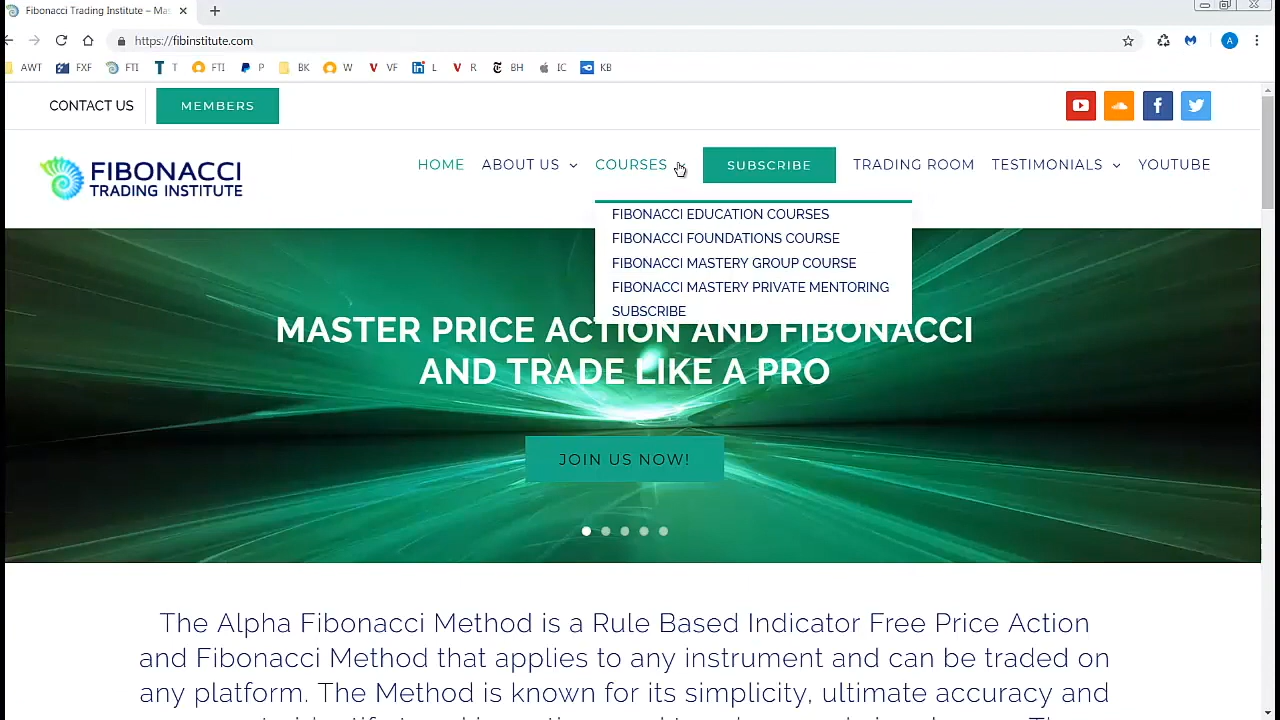 Fibonacci Trading Institute – Mas
https://fibinstitute.com
AWT FXF FTI T FTI P BK W VF L R BH IC KB
CONTACT US MEMBERS
FIBONACCI
TRADING INSTITUTE
HOME ABOUT US COURSES SUBSCRIBE TRADING ROOM TESTIMONIALS YOUTUBE
FIBONACCI EDUCATION COURSES
FIBONACCI FOUNDATIONS COURSE
FIBONACCI MASTERY GROUP COURSE
FIBONACCI MASTERY PRIVATE MENTORING
SUBSCRIBE
MASTER PRICE ACTION AND FIBONACCI
AND TRADE LIKE A PRO
JOIN US NOW!
The Alpha Fibonacci Method is a Rule Based Indicator Free Price Action
and Fibonacci Method that applies to any instrument and can be traded on
any platform. The Method is known for its simplicity, ultimate accuracy and